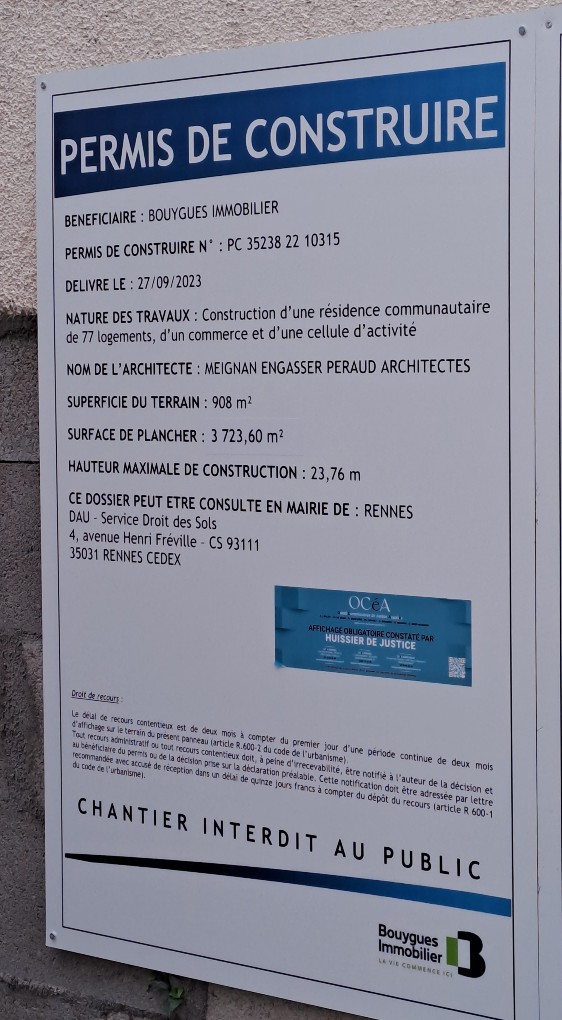 PERMIS DE CONSTRUIRE
BENEFICIAIRE : BOUYGUES IMMOBILIER
PERMIS DE CONSTRUIRE N° : PC 35238 22 10315
DELIVRE LE : 27/09/2023
NATURE DES TRAVAUX : Construction d'une résidence communautaire
de 77 logements, d'un commerce et d'une cellule d'activité
NOM DE L'ARCHITECTE : MEIGNAN ENGASSER PERAUD ARCHITECTES
SUPERFICIE DU TERRAIN : 908 m²
SURFACE DE PLANCHER : 3 723,60 m²
HAUTEUR MAXIMALE DE CONSTRUCTION : 23,76 m
CE DOSSIER PEUT ETRE CONSULTE EN MAIRIE DE : RENNES
DAU - Service Droit des Sols
4, avenue Henri Fréville - CS 93111
35031 RENNES CEDEX
OCéA
AFFICHAGE OBLIGATOIRE CONSTATÉ PAR
HUISSIER DE JUSTICE
Droit de recours :
Le délai de recours contentieux est de deux mois à compter du premier jour d'une période continue de deux mois
d'affichage sur le terrain du présent panneau (article R.600-2 du code de l'urbanisme).
Tout recours administratif ou tout recours contentieux doit, à peine d'irrecevabilité, être notifié à l'auteur de la décision et
au bénéficiaire du permis ou de la décision prise sur la déclaration préalable. Cette notification doit être adressée par lettre
recommandée avec accusé de réception dans un délai de quinze jours francs à compter du dépôt du recours (article R 600-1
du code de l'urbanisme).
CHANTIER INTERDIT AU PUBLIC
Bouygues
Immobilier
LA VIE COMMENCE ICI